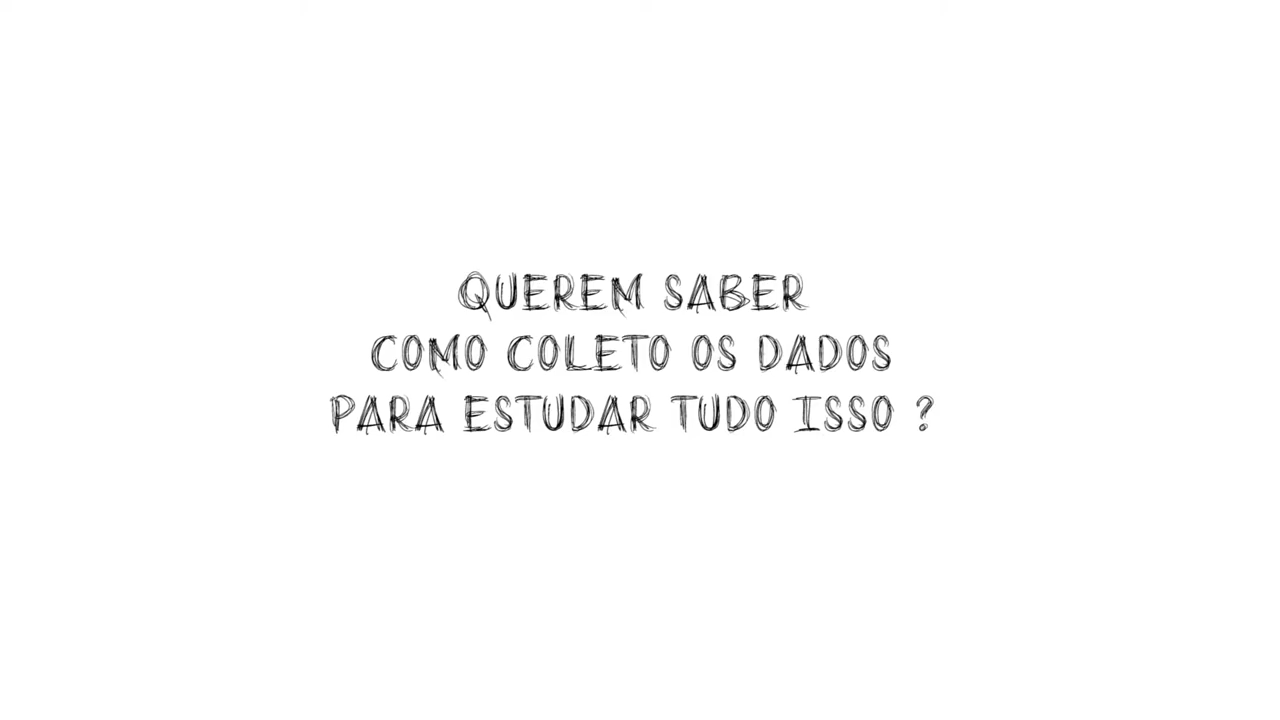 QUEREM SABER
COMO COLETO OS DADOS
PARA ESTUDAR TUDO ISSO ?